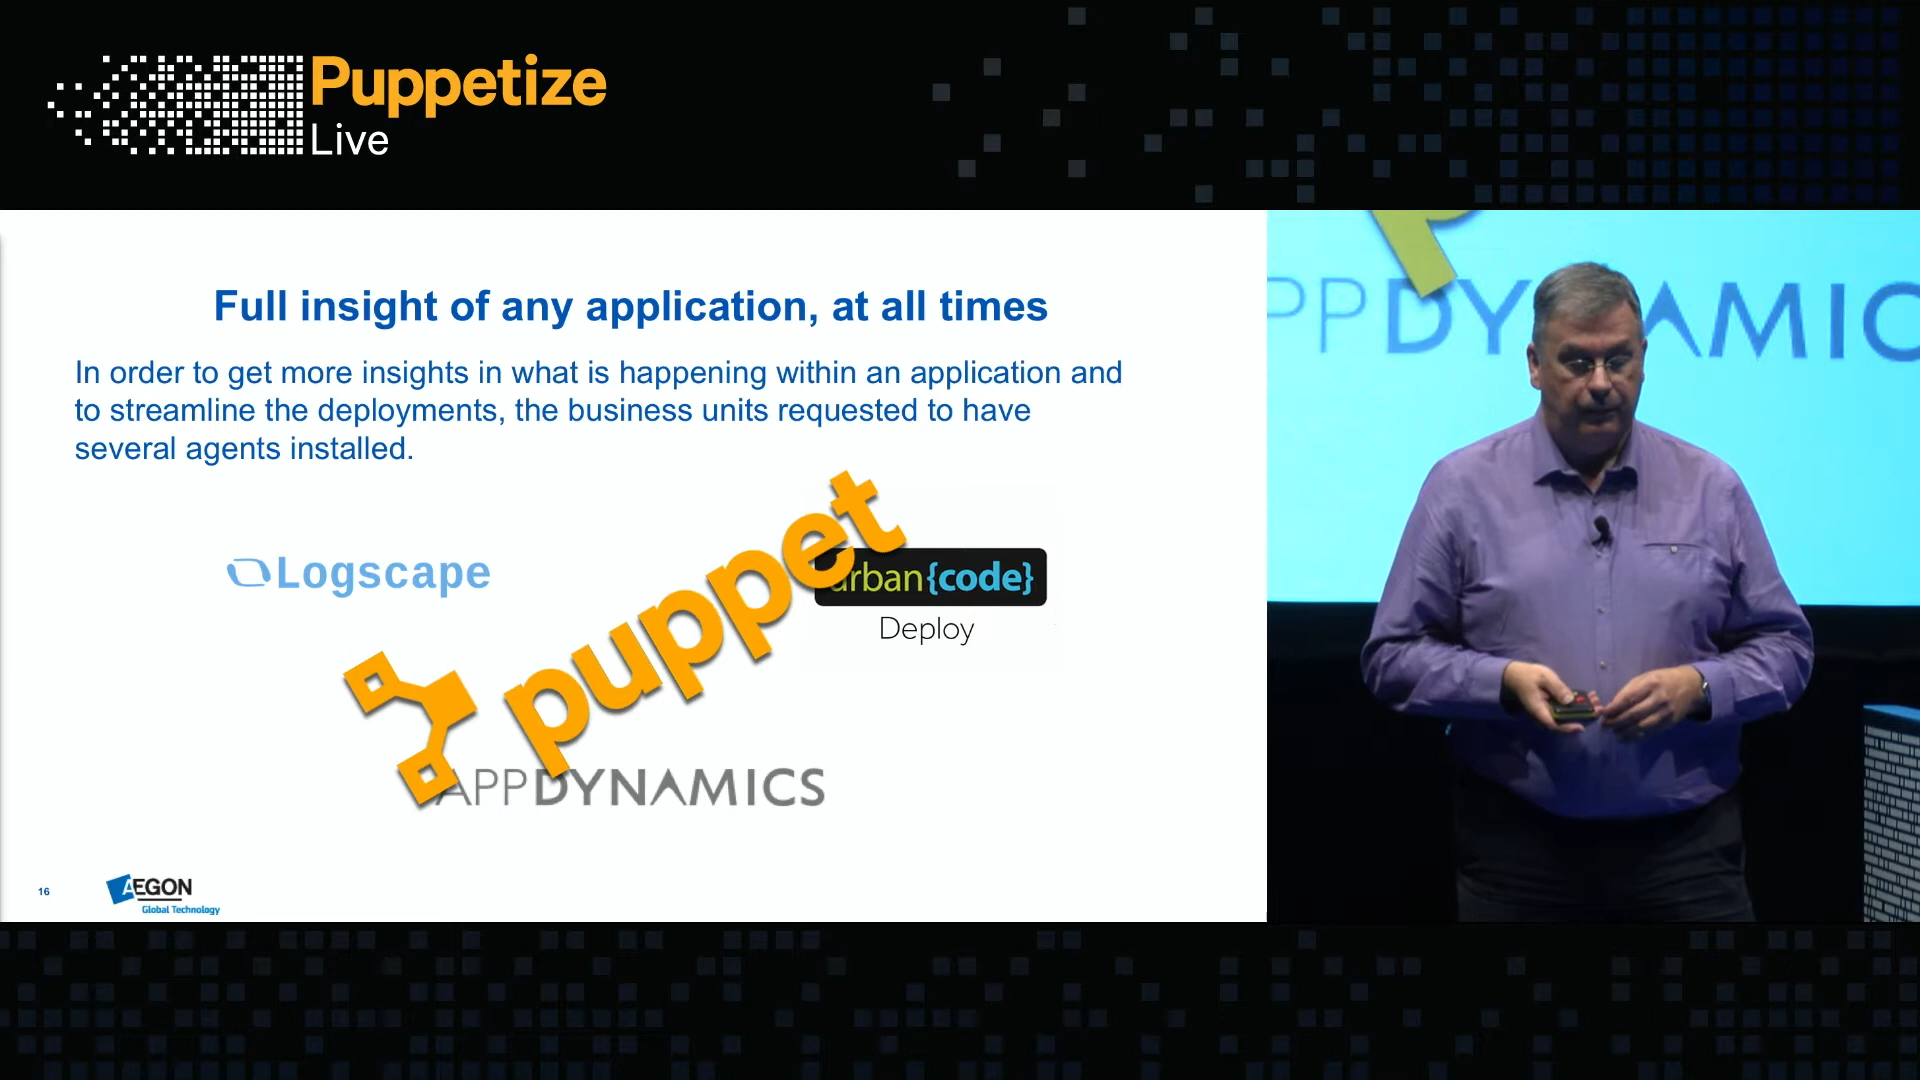 Puppetize
Live
Full insight of any application, at all times
In order to get more insights in what is happening within an application and
to streamline the deployments, the business units requested to have
several agents installed.
Logscape
puppet
urban{code}
Deploy
APPDYNAMICS
16
AEGON
Global Technology
PPDYNAMIC